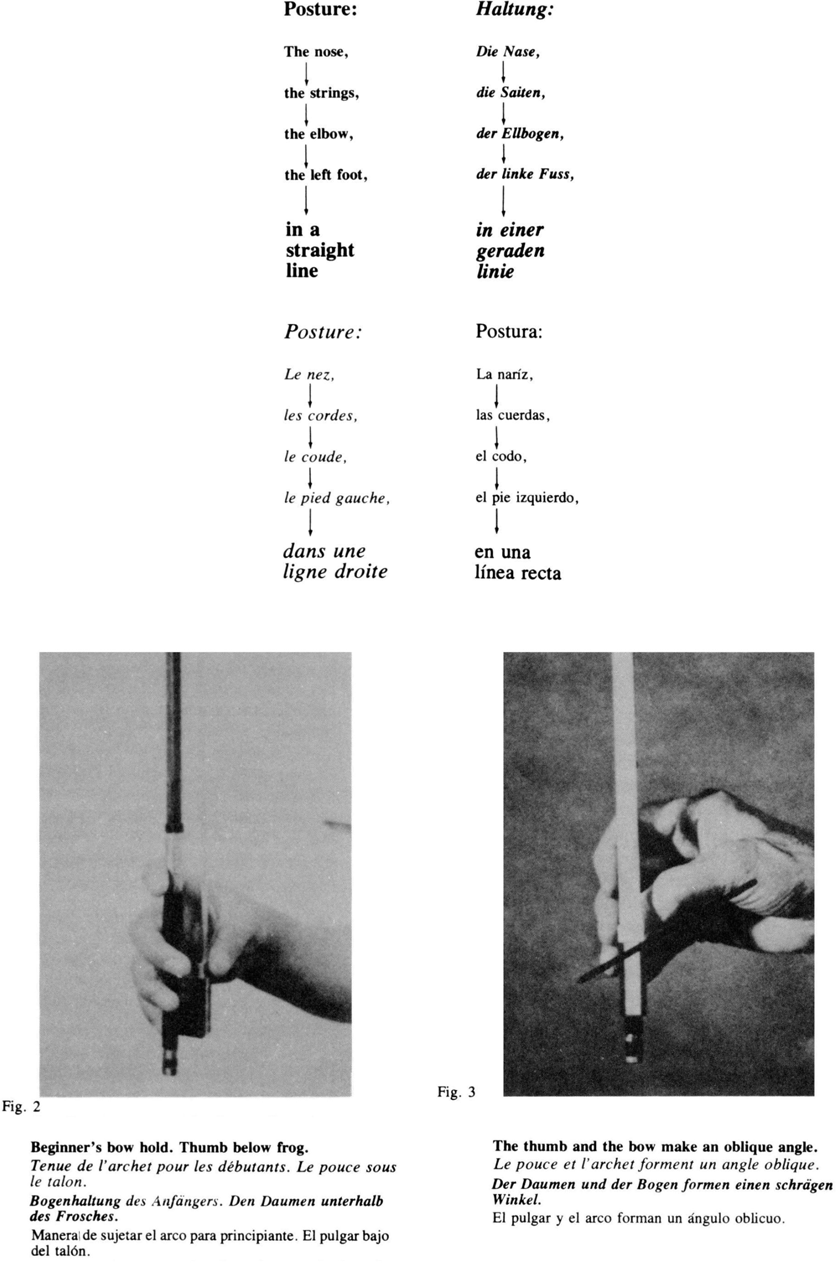 Posture:
The nose,
the strings,
the elbow,
the left foot,
in a
straight
line
Haltung:
Die Nase,
die Saiten,
der Ellbogen,
der linke Fuss,
in einer
geraden
linie
Posture:
Le nez,
les cordes,
le coude,
le pied gauche,
dans une
ligne droite
Postura:
La naríz,
las cuerdas,
el codo,
el pie izquierdo,
en una
línea recta
Fig. 2
Beginner's bow hold. Thumb below frog.
Tenue de l'archet pour les débutants. Le pouce sous
le talon.
Bogenhaltung des Anfängers. Den Daumen unterhalb
des Frosches.
Manera de sujetar el arco para principiante. El pulgar bajo
del talón.
Fig. 3
The thumb and the bow make an oblique angle.
Le pouce et l'archet forment un angle oblique.
Der Daumen und der Bogen formen einen schrägen
Winkel.
El pulgar y el arco forman un ángulo oblicuo.